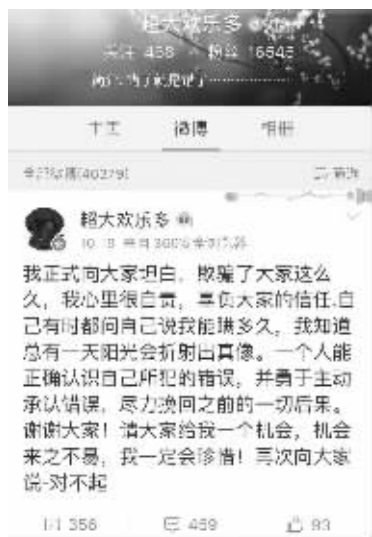 超大欢乐多
关注 458 粉丝 16545
主页 微博 相册
全部微博(40279)
超大欢乐多
我正式向大家坦白，欺骗了大家这么
久，我心里很自责，辜负大家的信任.自
己有时都问自己说我能瞒多久，我知道
总有一天阳光会折射出真像。一个人能
正确认识自己所犯的错误，并勇于主动
承认错误，尽力挽回之前的一切后果。
谢谢大家！请大家给我一个机会，机会
来之不易，我一定会珍惜！再次向大家
说-对不起
356 469 93